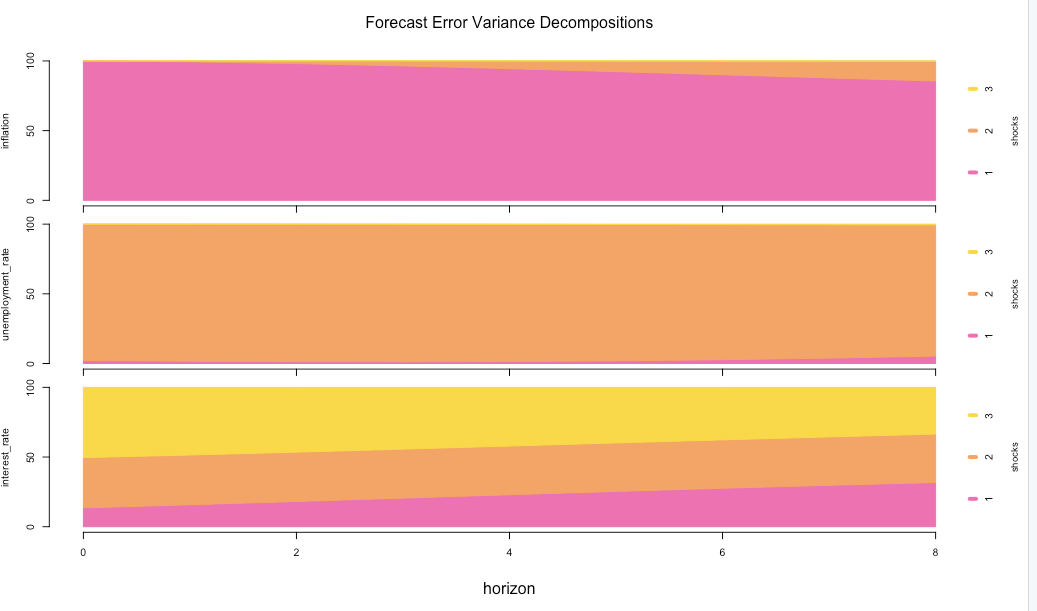 Forecast Error Variance Decompositions
inflation
100
50
0
3
2
1
shocks
unemployment_rate
100
50
0
3
2
1
shocks
interest_rate
100
50
0
3
2
1
shocks
0 2 4 6 8
horizon